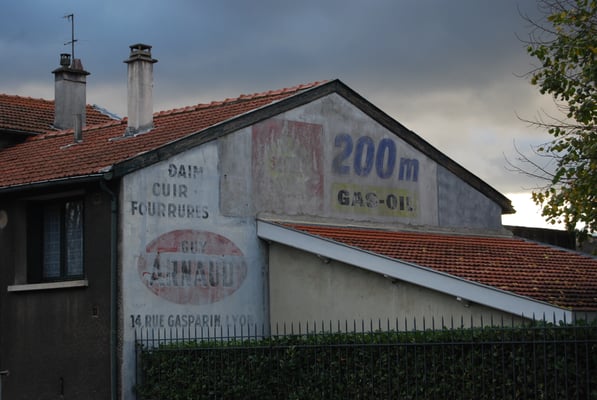 DAIM
CUIR
FOURRURES
GUY
ARNAUD
14 RUE GASPARIN LYON
200m
GAS-OIL